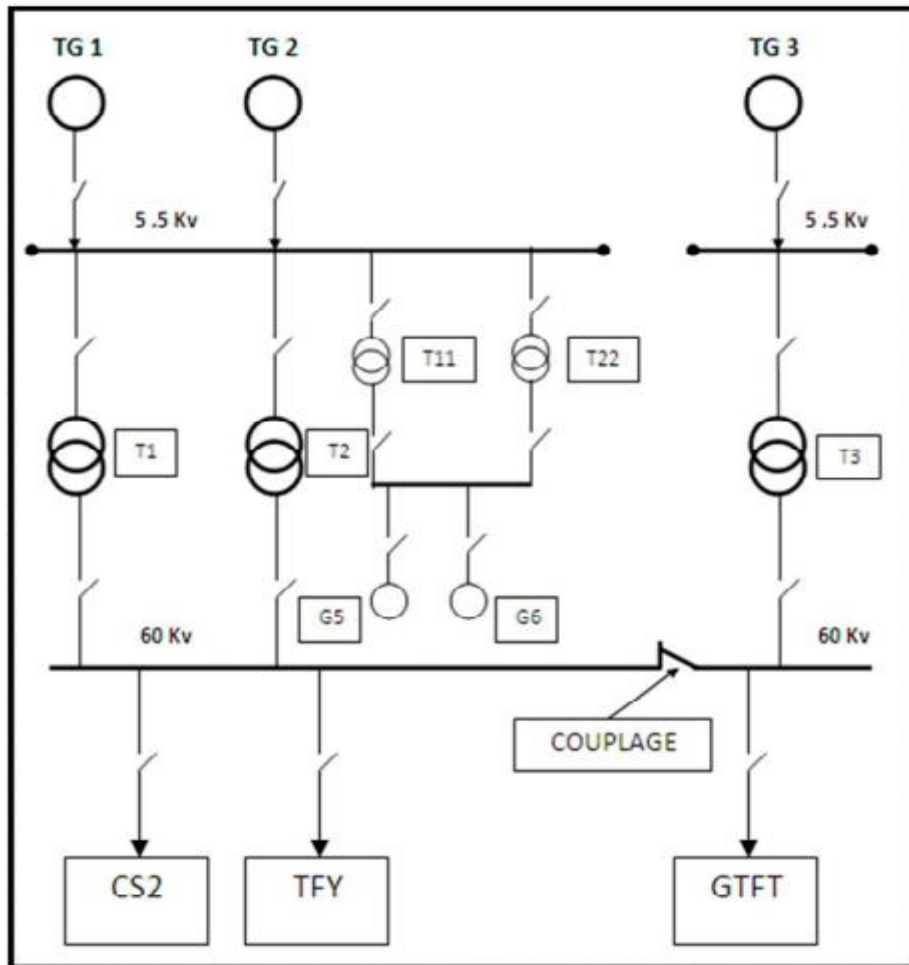 TG 1
TG 2
TG 3
5 .5 Kv
5 .5 Kv
T11
T22
T1
T2
T3
G5
G6
60 Kv
60 Kv
COUPLAGE
CS2
TFY
GTFT